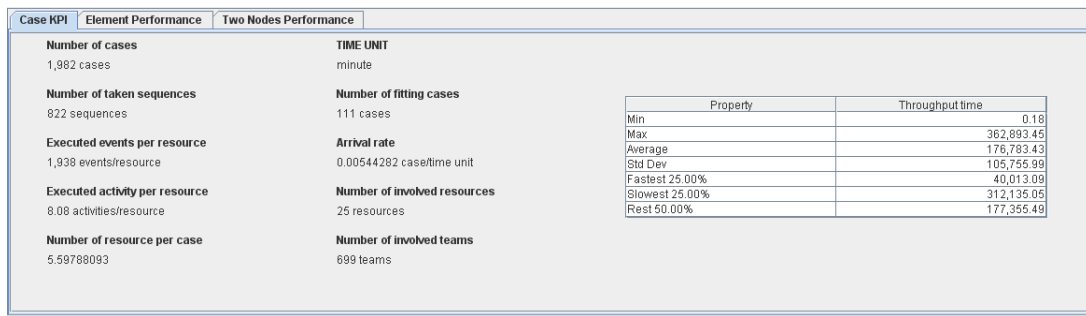 Case KPI Element Performance Two Nodes Performance
Number of cases TIME UNIT
1,982 cases minute
Number of taken sequences Number of fitting cases
822 sequences 111 cases
Executed events per resource Arrival rate
1,938 events/resource 0.00544282 case/time unit
Executed activity per resource Number of involved resources
8.08 activities/resource 25 resources
Number of resource per case Number of involved teams
5.59788093 699 teams
Property Throughput time
Min 0.18
Max 362,893.45
Average 176,783.43
Std Dev 105,755.99
Fastest 25.00% 40,013.09
Slowest 25.00% 312,135.05
Rest 50.00% 177,355.49